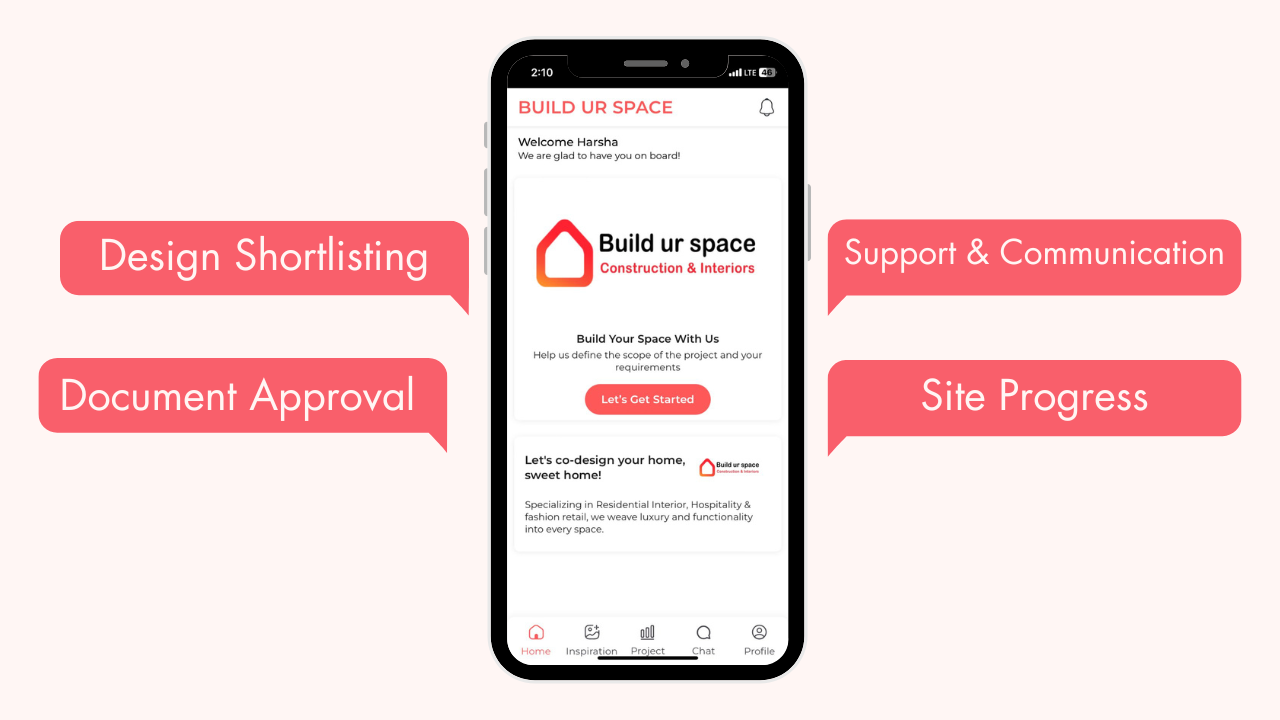 2:10
LTE 46
BUILD UR SPACE
Welcome Harsha
We are glad to have you on board!
Build ur space
Construction & Interiors
Build Your Space With Us
Help us define the scope of the project and your
requirements
Let's Get Started
Let's co-design your home,
sweet home!
Build ur space
Construction & Interiors
Specializing in Residential Interior, Hospitality &
fashion retail, we weave luxury and functionality
into every space.
Home Inspiration Project Chat Profile
Design Shortlisting
Document Approval
Support & Communication
Site Progress